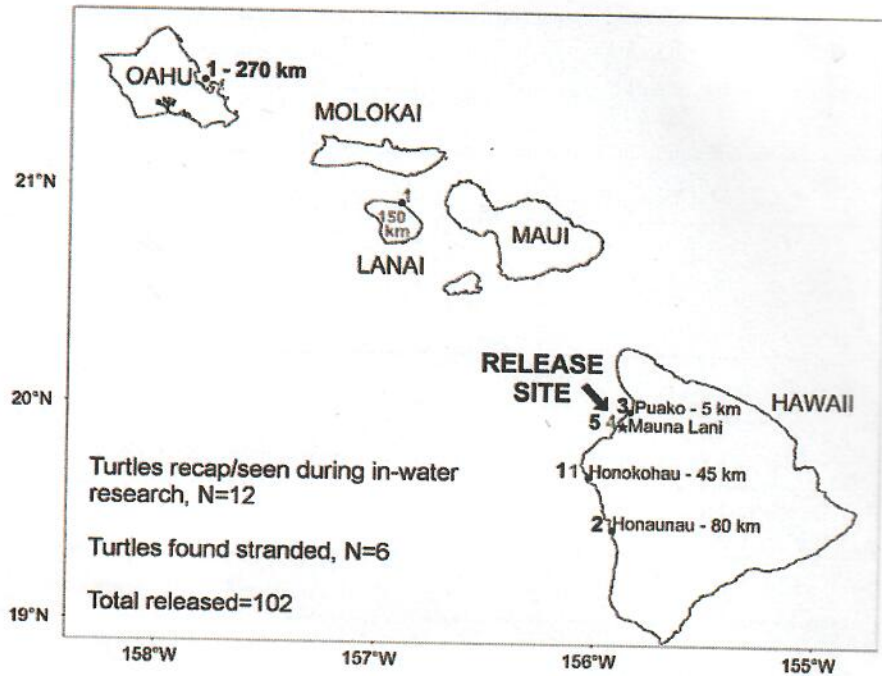 OAHU
1 - 270 km
MOLOKAI
21°N
1
150
km
MAUI
LANAI
RELEASE
SITE
20°N
HAWAII
3 Puako - 5 km
5 4 Mauna Lani
Turtles recap/seen during in-water
research, N=12
1 1 Honokohau - 45 km
2 Honaunau - 80 km
Turtles found stranded, N=6
Total released=102
19°N
158°W
157°W
156°W
155°W